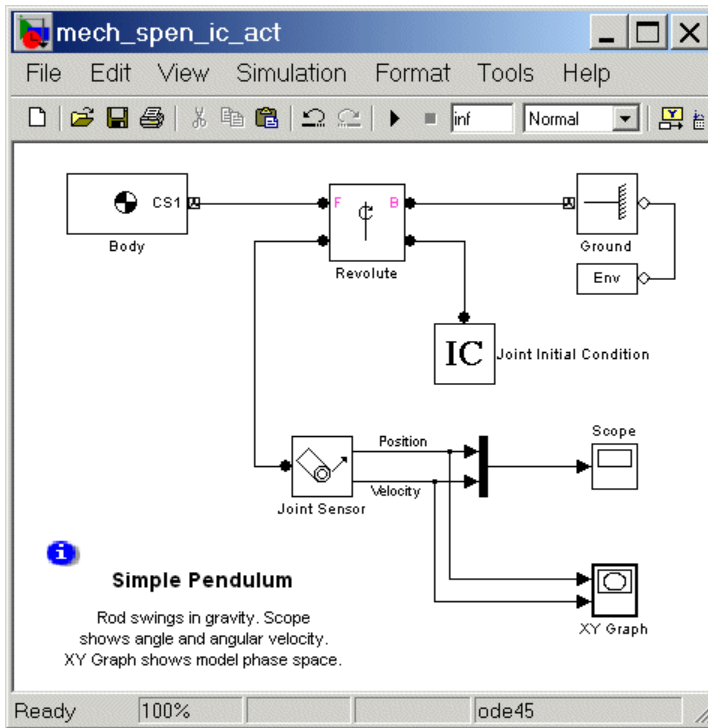 mech_spen_ic_act
File Edit View Simulation Format Tools Help
inf Normal
CS1
F B
Body
Revolute
Ground
Env
IC
Joint Initial Condition
Position
Velocity
Joint Sensor
Scope
XY Graph
i
Simple Pendulum
Rod swings in gravity. Scope
shows angle and angular velocity.
XY Graph shows model phase space.
Ready 100% ode45